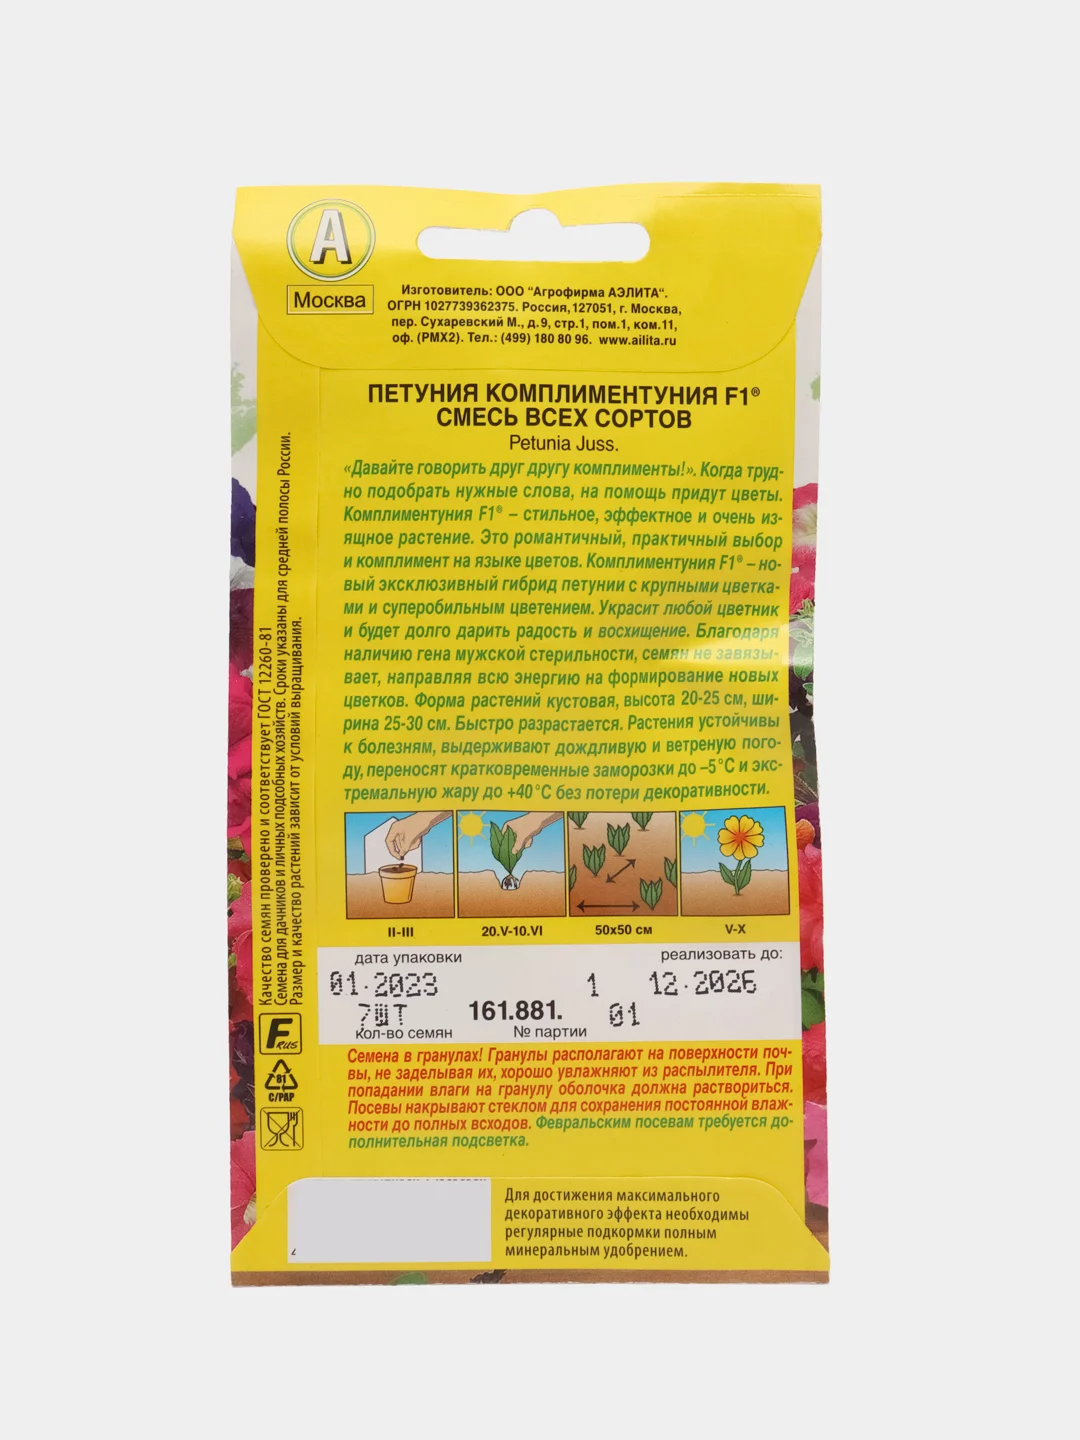 А
Москва
Изготовитель: ООО "Агрофирма АЭЛИТА".
ОГРН 1027739362375. Россия,127051, г. Москва,
пер. Сухаревский М., д.9, стр.1, пом.1, ком.11,
оф. (РМХ2). Тел.: (499) 180 80 96. www.ailita.ru
ПЕТУНИЯ КОМПЛИМЕНТУНИЯ F1®
СМЕСЬ ВСЕХ СОРТОВ
Petunia Juss.
«Давайте говорить друг другу комплименты!». Когда труд-
но подобрать нужные слова, на помощь придут цветы.
Комплиментуния F1® – стильное, эффектное и очень из-
ящное растение. Это романтичный, практичный выбор
и комплимент на языке цветов. Комплиментуния F1® – но-
вый эксклюзивный гибрид петунии с крупными цветка-
ми и суперобильным цветением. Украсит любой цветник
и будет долго дарить радость и восхищение. Благодаря
наличию гена мужской стерильности, семян не завязы-
вает, направляя всю энергию на формирование новых
цветков. Форма растений кустовая, высота 20-25 см, ши-
рина 25-30 см. Быстро разрастается. Растения устойчивы
к болезням, выдерживают дождливую и ветреную пого-
ду, переносят кратковременные заморозки до –5°С и экс-
тремальную жару до +40°С без потери декоративности.
II-III
20.V-10.VI
50х50 см
V-X
дата упаковки
реализовать до:
01.2023
1
12.2026
7ШТ
161.881.
01
кол-во семян
№ партии
Семена в гранулах! Гранулы располагают на поверхности поч-
вы, не заделывая их, хорошо увлажняют из распылителя. При
попадании влаги на гранулу оболочка должна раствориться.
Посевы накрывают стеклом для сохранения постоянной влаж-
ности до полных всходов. Февральским посевам требуется до-
полнительная подсветка.
Для достижения максимального
декоративного эффекта необходимы
регулярные подкормки полным
минеральным удобрением.
Качество семян проверено и соответствует ГОСТ 12260-81
Семена для дачников и личных подсобных хозяйств. Сроки указаны для средней полосы России.
Размер и качество растений зависит от условий выращивания.
F
RUS
81
C/PAP